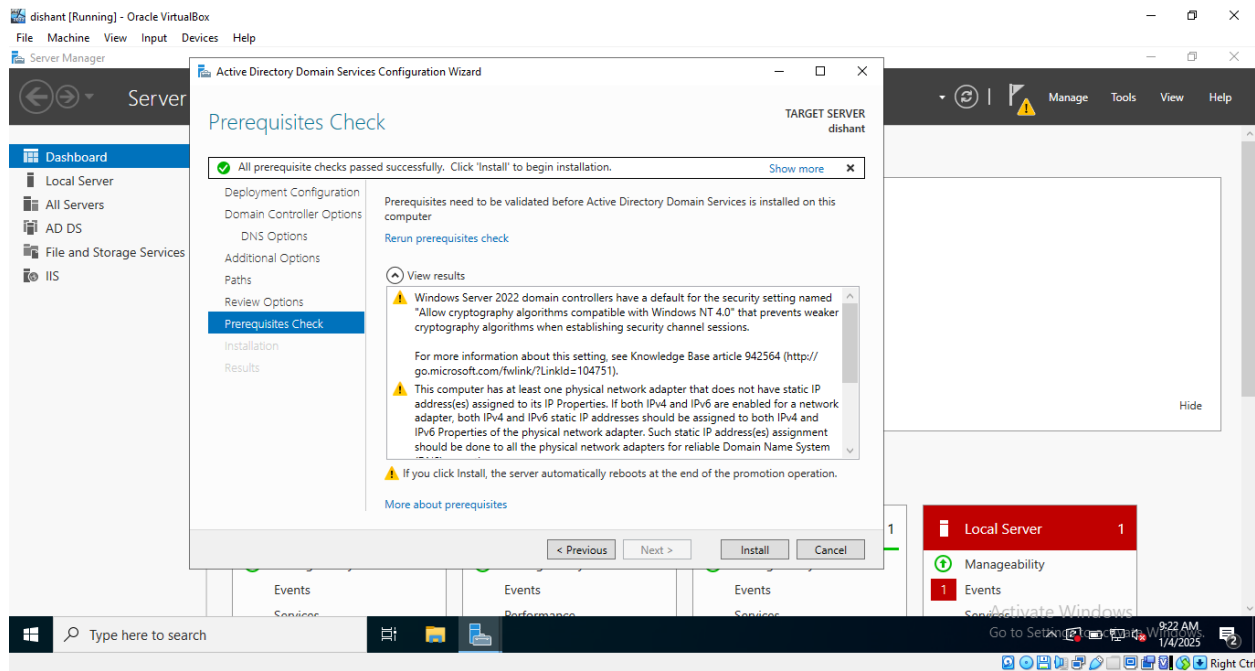 dishant [Running] - Oracle VirtualBox
File Machine View Input Devices Help
Server Manager
Server
Manage Tools View Help
Active Directory Domain Services Configuration Wizard
Prerequisites Check
TARGET SERVER
dishant
All prerequisite checks passed successfully. Click 'Install' to begin installation.
Show more
Dashboard
Local Server
All Servers
AD DS
File and Storage Services
IIS
Deployment Configuration
Domain Controller Options
DNS Options
Additional Options
Paths
Review Options
Prerequisites Check
Installation
Results
Prerequisites need to be validated before Active Directory Domain Services is installed on this
computer
Rerun prerequisites check
View results
Windows Server 2022 domain controllers have a default for the security setting named
"Allow cryptography algorithms compatible with Windows NT 4.0" that prevents weaker
cryptography algorithms when establishing security channel sessions.
For more information about this setting, see Knowledge Base article 942564 (http://
go.microsoft.com/fwlink/?LinkId=104751).
This computer has at least one physical network adapter that does not have static IP
address(es) assigned to its IP Properties. If both IPv4 and IPv6 are enabled for a network
adapter, both IPv4 and IPv6 static IP addresses should be assigned to both IPv4 and
IPv6 Properties of the physical network adapter. Such static IP address(es) assignment
should be done to all the physical network adapters for reliable Domain Name System
If you click Install, the server automatically reboots at the end of the promotion operation.
More about prerequisites
< Previous
Next >
Install
Cancel
Hide
1
Local Server 1
Manageability
1 Events
Services
Events
Services
Events
Performance
Events
Services
Activate Windows
Go to Settings to activate Windows.
Type here to search
9:22 AM
1/4/2025
2
Right Ctrl